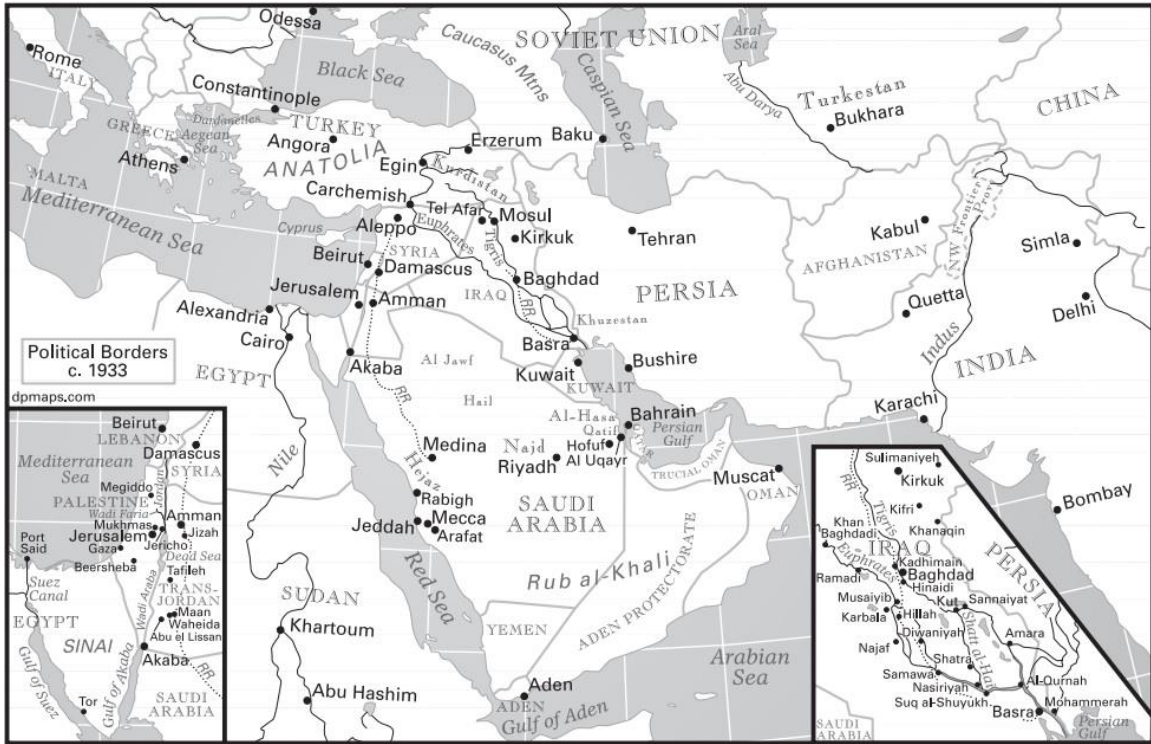 Odessa
Rome
ITALY
Black Sea
Caucasus Mtns
SOVIET UNION
Aral
Sea
Caspian Sea
Abu Darya
Turkestan
Bukhara
CHINA
Constantinople
Dardanelles
GREECE
Aegean
Sea
TURKEY
Angora
ANATOLIA
Erzerum
Baku
Athens
Egin
Kurdistan
MALTA
Mediterranean Sea
Carchemish
Tel Afar
Mosul
Cyprus
Aleppo
Euphrates
Tigris
Kirkuk
Tehran
Kabul
NW. Frontier
Prov.
Simla
SYRIA
Beirut
Damascus
Baghdad
AFGHANISTAN
Jerusalem
Amman
IRAQ
RR
PERSIA
Quetta
Delhi
Alexandria
Khuzestan
Indus
Cairo
Basra
INDIA
Political Borders
c. 1933
dpmaps.com
Akaba
Al Jawf
Kuwait
Bushire
EGYPT
RR
KUWAIT
Hail
Al-Hasa
Bahrain
Karachi
Qatif
Persian
Gulf
Nile
Medina
Najd
Hofuf
QATAR
Riyadh
Al Uqayr
TRUCIAL OMAN
Hejaz
Muscat
OMAN
Rabigh
SAUDI
ARABIA
Bombay
Jeddah
Mecca
Arafat
Rub al-Khali
Red Sea
ADEN PROTECTORATE
SUDAN
YEMEN
Khartoum
Arabian
Sea
Abu Hashim
Aden
ADEN
Gulf of Aden
Beirut
LEBANON
Damascus
Mediterranean
Sea
SYRIA
Megiddo
Jordan
PALESTINE
Wadi Faria
Amman
Mukhmas
Jizah
Jerusalem
Port
Said
Gaza
Jericho
Dead Sea
Beersheba
Tafileh
Suez
Canal
TRANS-
JORDAN
Wadi Araba
EGYPT
Maan
Waheida
SINAI
Abu el Lissan
Akaba
RR
Gulf of Suez
Gulf of Akaba
Tor
SAUDI
ARABIA
Sulimaniyeh
RR
Kirkuk
Tigris
Kifri
Khan
Baghdadi
Khanaqin
IRAQ
PERSIA
Euphrates
Kadhimain
Baghdad
Ramadi
Hinaidi
Musaiyib
Kut
Sannaiyat
Karbala
Hillah
Shatt al-Hai
Diwaniyah
Amara
Najaf
Shatra
Samawa
Al-Qurnah
Nasiriyah
Suq al-Shuyukh
Mohammerah
Basra
SAUDI
ARABIA
Persian
Gulf